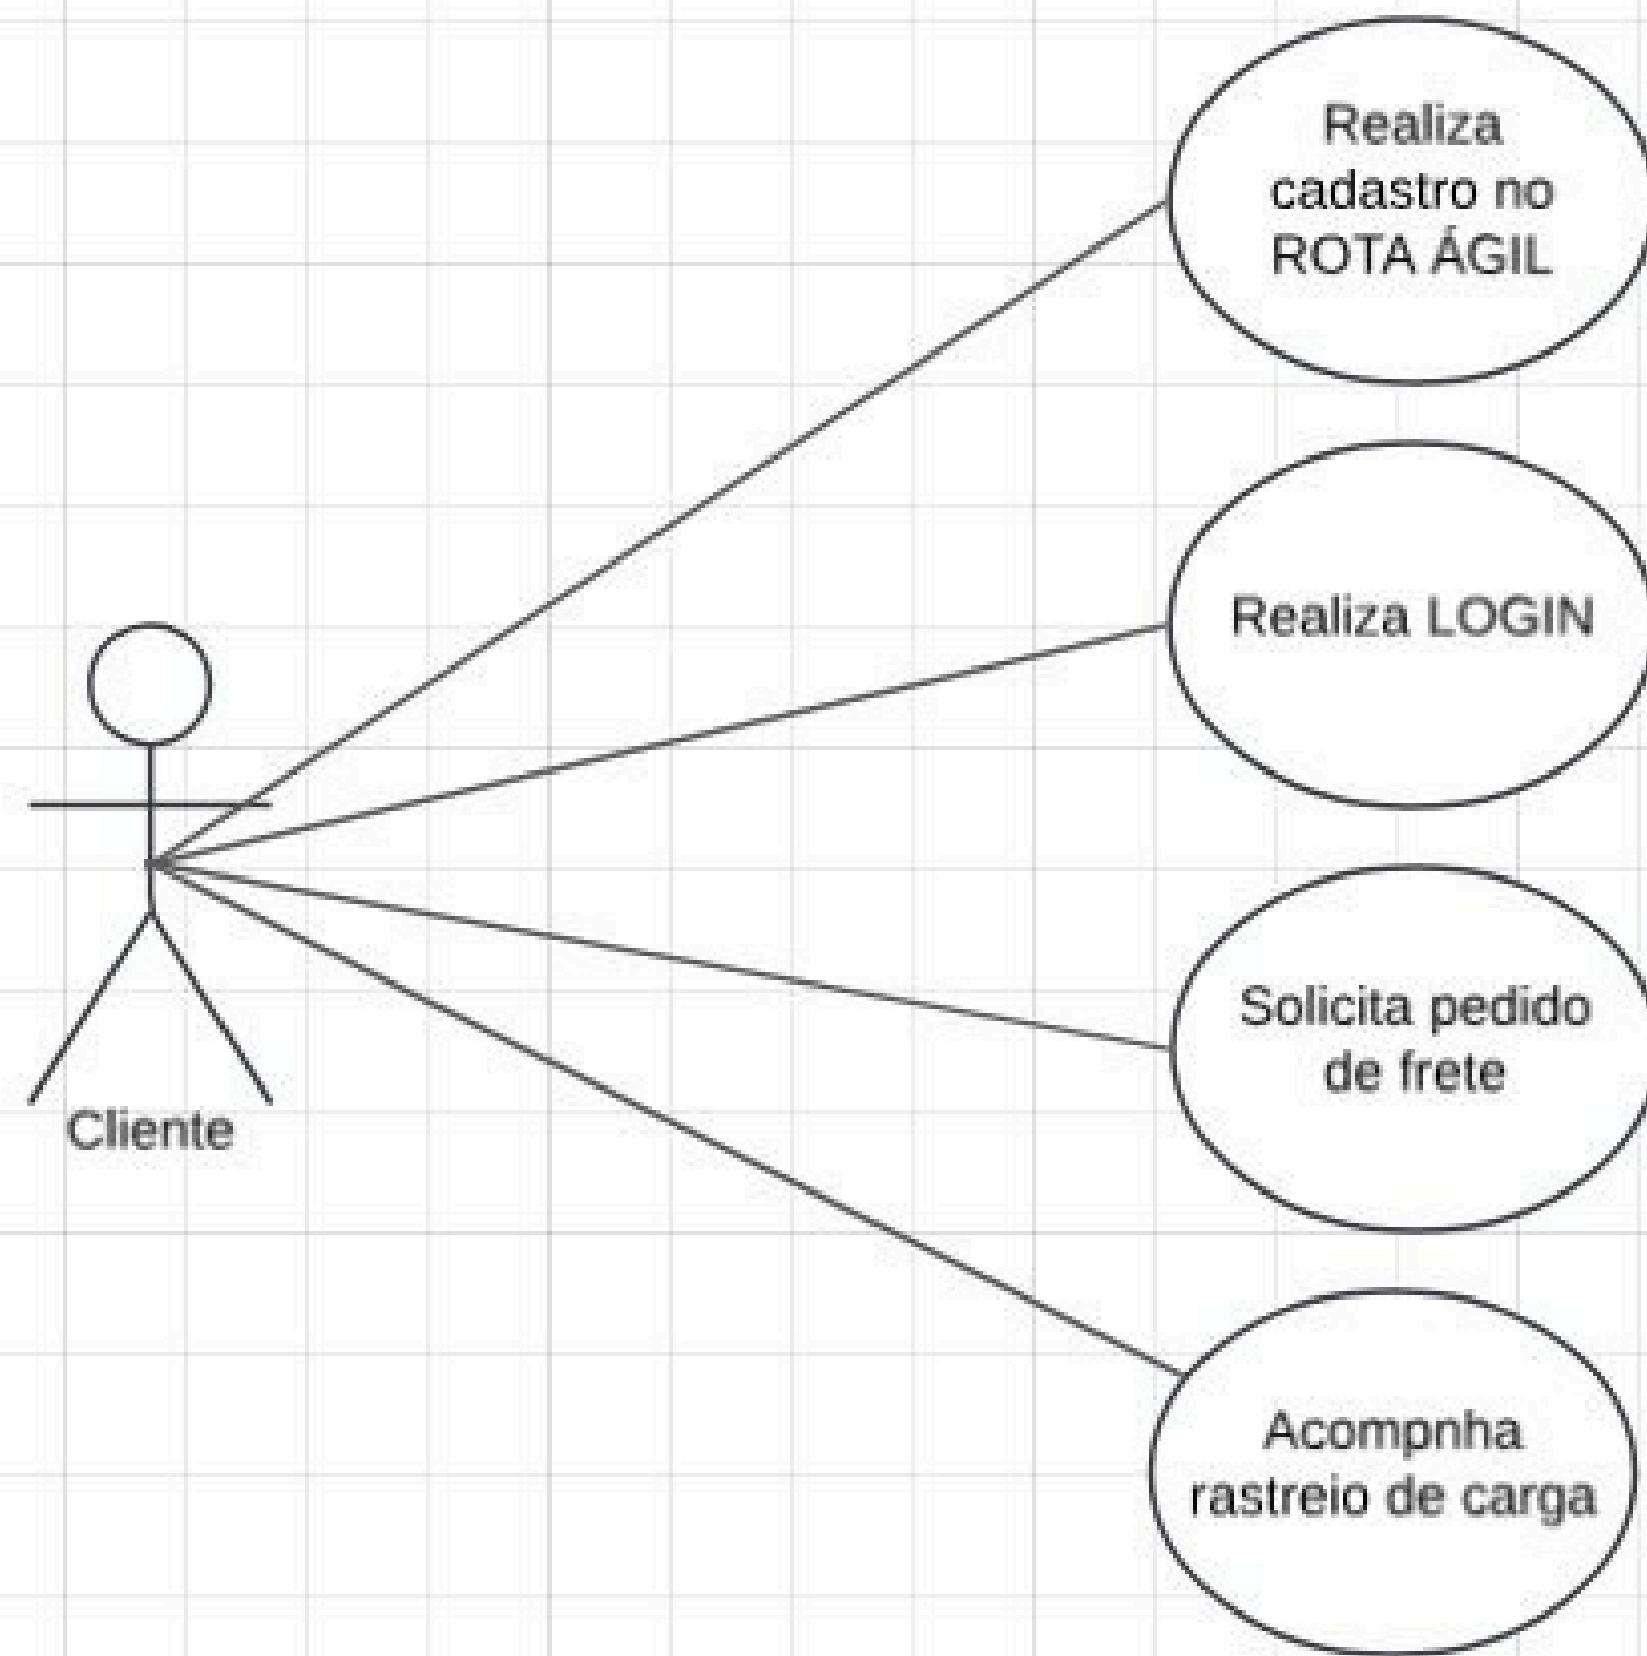 Realiza
cadastro no
ROTA ÁGIL
Realiza LOGIN
Solicita pedido
de frete
Cliente
Acompnha
rastreio de carga